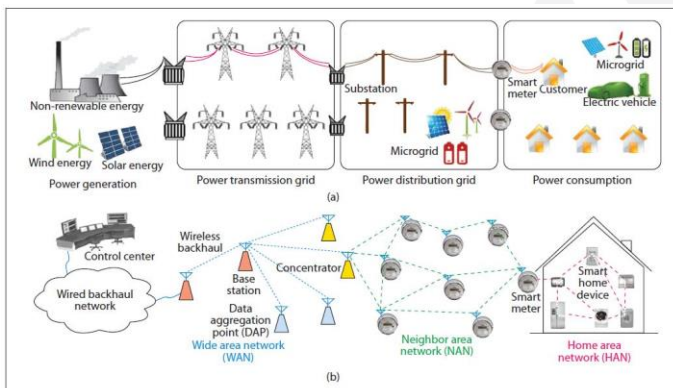 Non-renewable energy
Wind energy
Solar energy
Power generation
Substation
Microgrid
Smart
meter
Customer
Microgrid
Electric vehicle
Power transmission grid
Power distribution grid
Power consumption
(a)
Control center
Wired backhaul
network
Wireless
backhaul
Base
station
Data
aggregation
point (DAP)
Wide area network
(WAN)
Concentrator
Neighbor area
network (NAN)
Smart
meter
Smart
home
device
Home area
network (HAN)
(b)